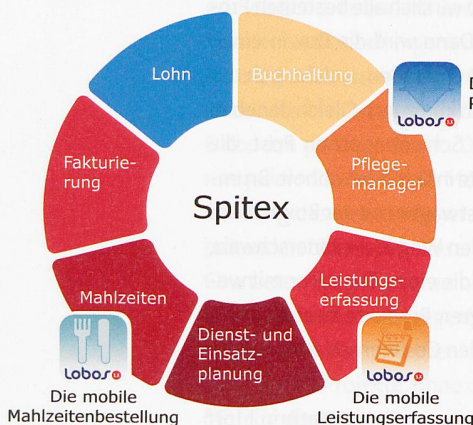 Lohn
Buchhaltung
Lobos
D
P
Fakturie-
rung
Pflege-
manager
Spitex
Mahlzeiten
Leistungs-
erfassung
Dienst- und
Einsatz-
planung
Lobos
Lobos
Die mobile
Mahlzeitenbestellung
Die mobile
Leistungserfassung